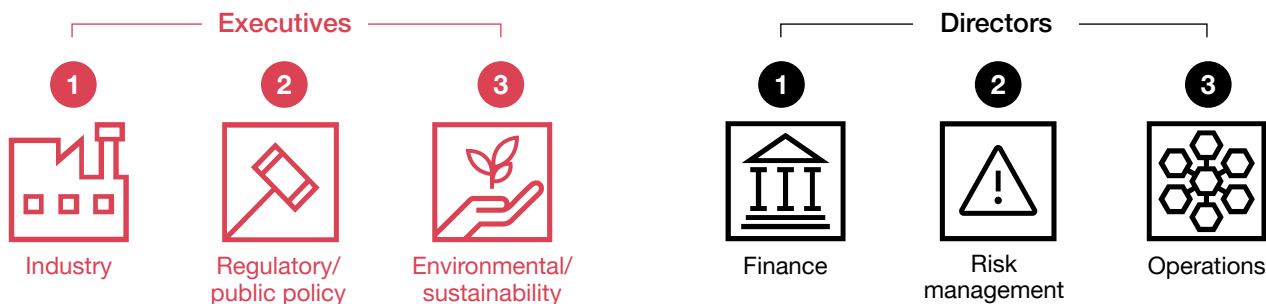 Executives
1
2
3
Industry
Regulatory/
public policy
Environmental/
sustainability
Directors
1
2
3
Finance
Risk
management
Operations